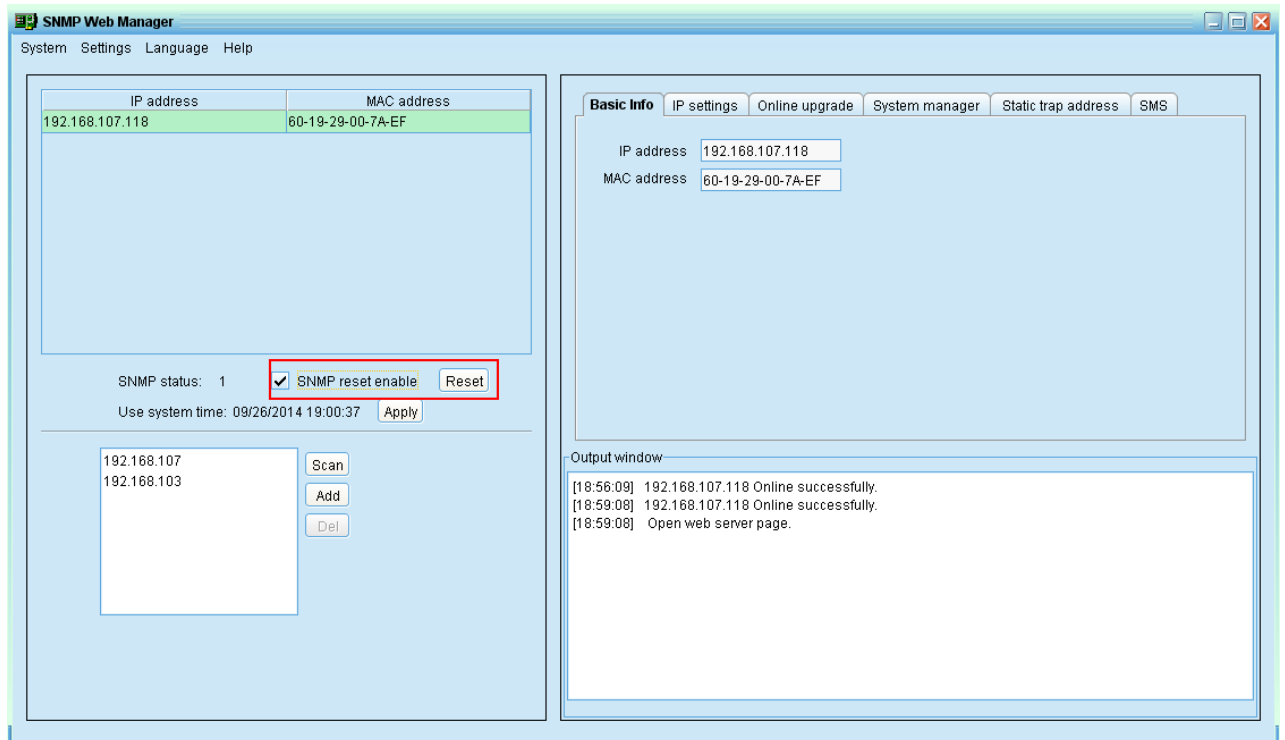 SNMP Web Manager
System Settings Language Help
IP address MAC address
192.168.107.118 60-19-29-00-7A-EF
SNMP status: 1 SNMP reset enable Reset
Use system time: 09/26/2014 19:00:37 Apply
192.168.107
192.168.103
Scan
Add
Del
Basic Info IP settings Online upgrade System manager Static trap address SMS
IP address 192.168.107.118
MAC address 60-19-29-00-7A-EF
Output window
[18:56:09] 192.168.107.118 Online successfully.
[18:59:08] 192.168.107.118 Online successfully.
[18:59:08] Open web server page.